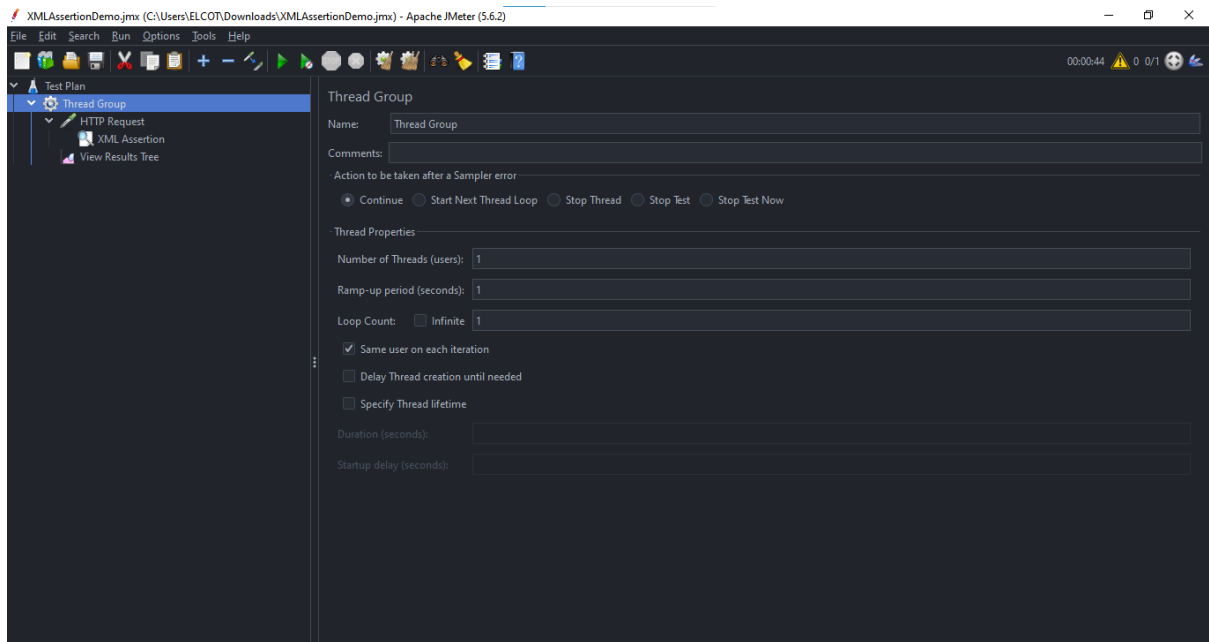 XMLAssertionDemo.jmx (C:\Users\ELCOT\Downloads\XMLAssertionDemo.jmx) - Apache JMeter (5.6.2)
File Edit Search Run Options Tools Help
00:00:44 0 0/1
Test Plan
Thread Group
HTTP Request
XML Assertion
View Results Tree
Thread Group
Name: Thread Group
Comments:
Action to be taken after a Sampler error
Continue Start Next Thread Loop Stop Thread Stop Test Stop Test Now
Thread Properties
Number of Threads (users): 1
Ramp-up period (seconds): 1
Loop Count: Infinite 1
Same user on each iteration
Delay Thread creation until needed
Specify Thread lifetime
Duration (seconds):
Startup delay (seconds):